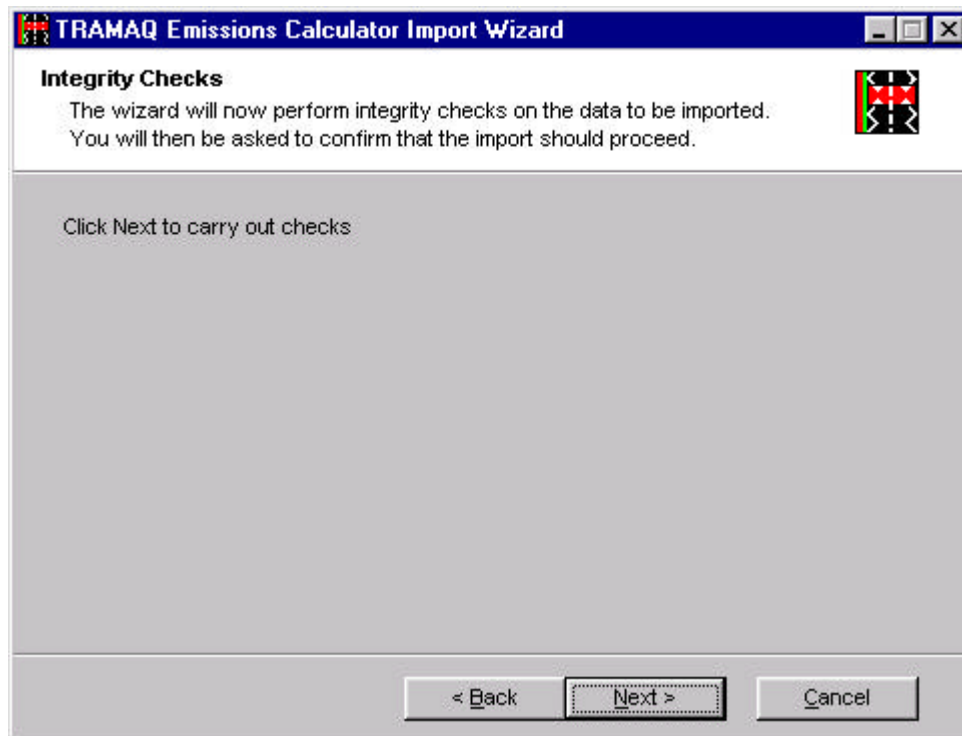 TRAMAQ Emissions Calculator Import Wizard
Integrity Checks
The wizard will now perform integrity checks on the data to be imported.
You will then be asked to confirm that the import should proceed.
Click Next to carry out checks
< Back
Next >
Cancel